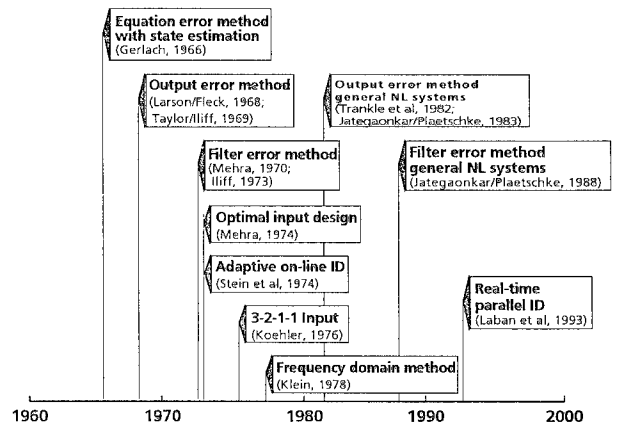 Equation error method
with state estimation
(Gerlach, 1966)
Output error method
(Larson/Fleck, 1968;
Taylor/Iliff, 1969)
Output error method
general NL systems
(Trankle et al, 1982;
Jategaonkar/Plaetschke, 1983)
Filter error method
(Mehra, 1970;
Iliff, 1973)
Filter error method
general NL systems
(Jategaonkar/Plaetschke, 1988)
Optimal input design
(Mehra, 1974)
Adaptive on-line ID
(Stein et al, 1974)
Real-time
parallel ID
(Laban et al, 1993)
3-2-1-1 Input
(Koehler, 1976)
Frequency domain method
(Klein, 1978)
1960 1970 1980 1990 2000